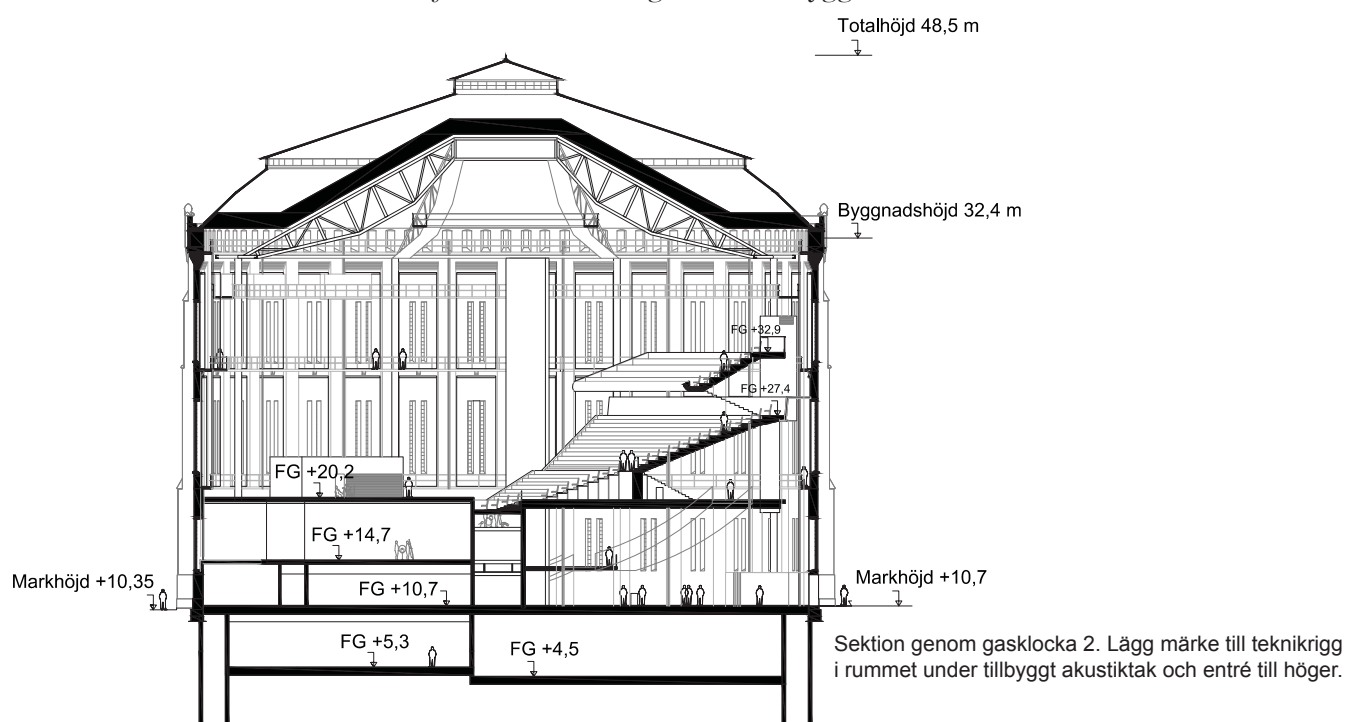 Totalhöjd 48,5 m
Byggnadshöjd 32,4 m
FG +32,9
FG +27,4
FG +20,2
FG +14,7
Markhöjd +10,35
FG +10,7
Markhöjd +10,7
FG +5,3
FG +4,5
Sektion genom gasklocka 2. Lägg märke till teknikrigg
i rummet under tillbyggt akustiktak och entré till höger.